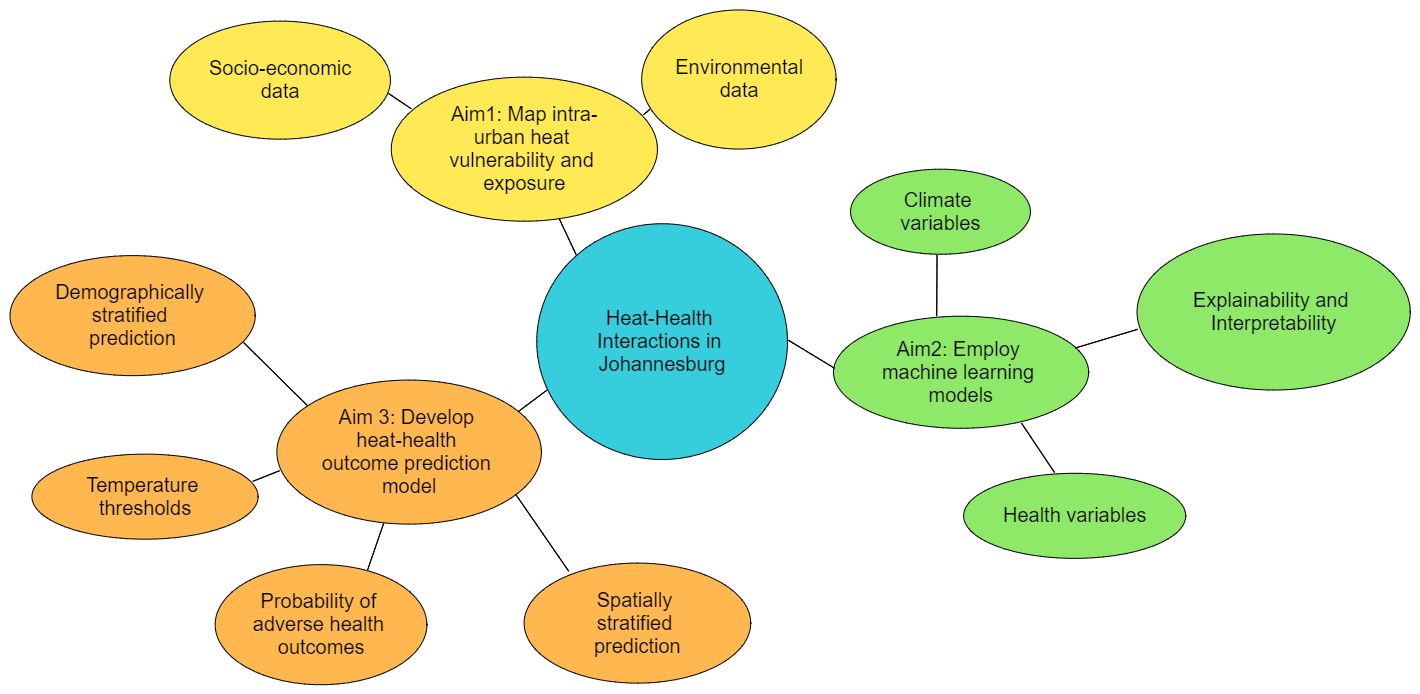 Socio-economic
data
Environmental
data
Aim1: Map intra-
urban heat
vulnerability and
exposure
Climate
variables
Explainability and
Interpretability
Demographically
stratified
prediction
Heat-Health
Interactions in
Johannesburg
Aim2: Employ
machine learning
models
Aim 3: Develop
heat-health
outcome prediction
model
Temperature
thresholds
Health variables
Probability of
adverse health
outcomes
Spatially
stratified
prediction